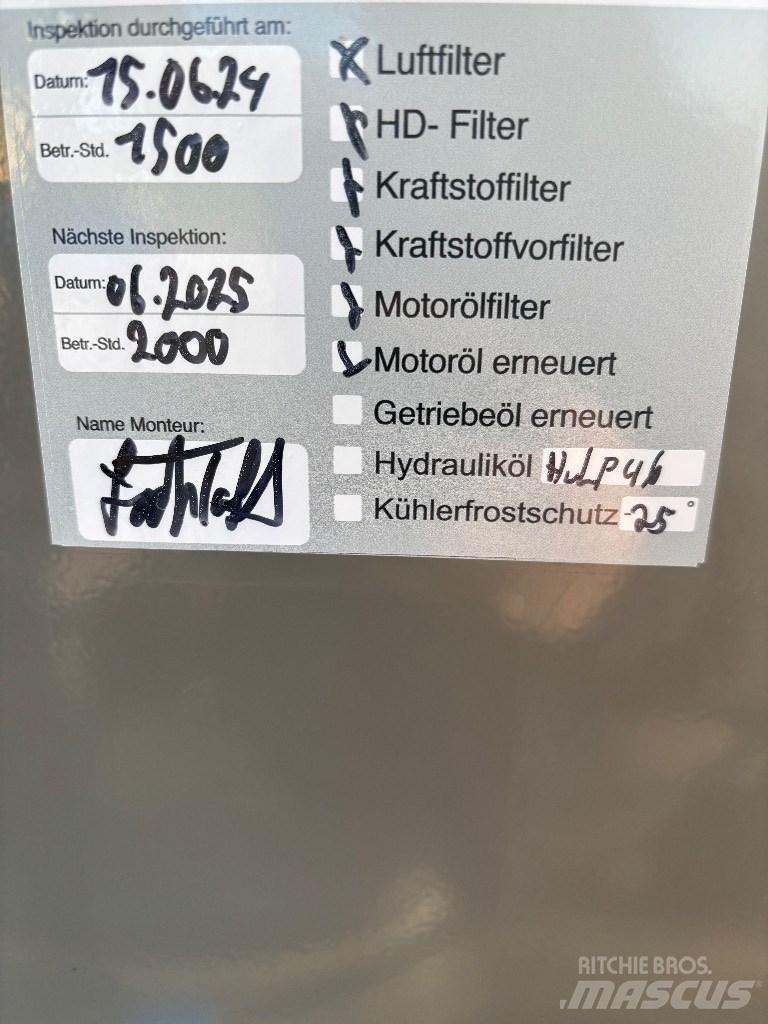 Inspektion durchgeführt am:
Datum: 15.06.24
Betr.-Std. 1500
Nächste Inspektion:
Datum: 06.2025
Betr.-Std. 2000
Name Monteur:
Luftfilter
HD- Filter
Kraftstoffilter
Kraftstoffvorfilter
Motorölfilter
Motoröl erneuert
Getriebeöl erneuert
Hydrauliköl HLP46
Kühlerfrostschutz -25°
RITCHIE BROS.
MASCUS